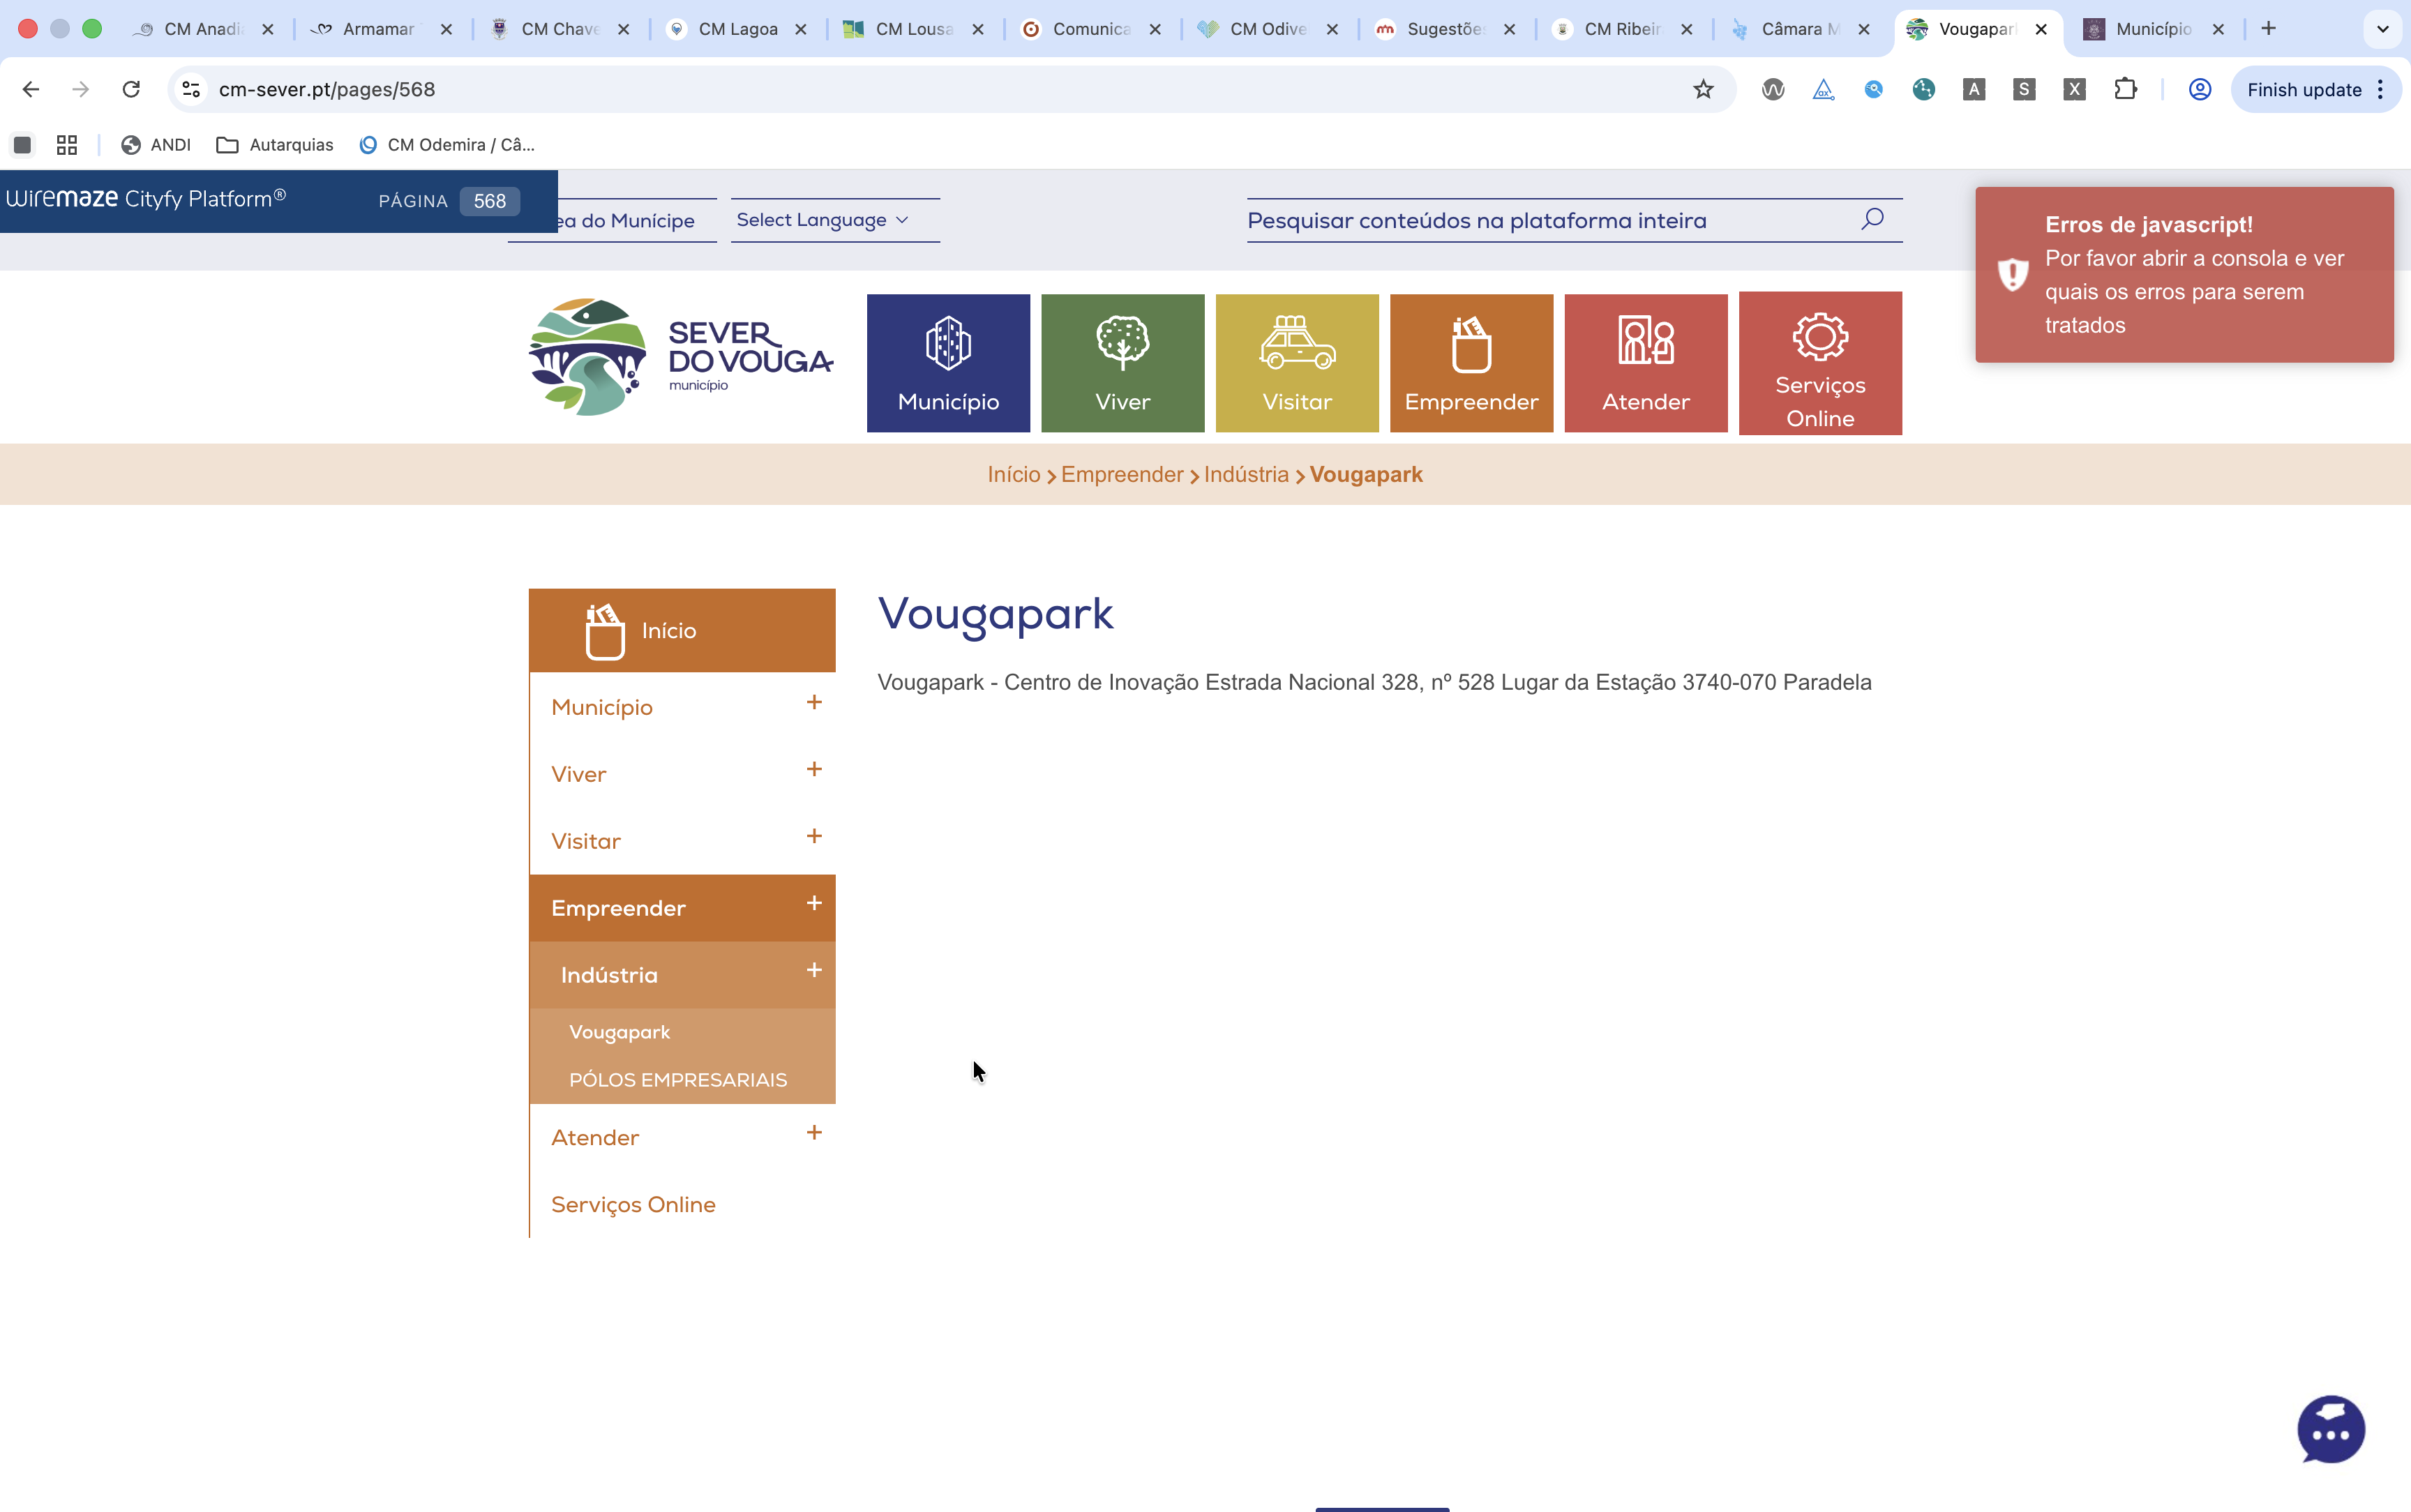 CM Anadi
Armamar
CM Chave
CM Lagoa
CM Lousa
Comunica
CM Odive
Sugestões
CM Ribeir
Câmara M
Vougapark
Município
cm-sever.pt/pages/568
A
S
X
Finish update
ANDI
Autarquias
CM Odemira / Câ...
wiremaze Cityfy Platform®
PÁGINA 568
ea do Munícipe
Select Language
Pesquisar conteúdos na plataforma inteira
Erros de javascript!
Por favor abrir a consola e ver
quais os erros para serem
tratados
SEVER
DO VOUGA
município
Município
Viver
Visitar
Empreender
Atender
Serviços
Online
Início > Empreender > Indústria > Vougapark
Início
Município +
Viver +
Visitar +
Empreender +
Indústria +
Vougapark
PÓLOS EMPRESARIAIS
Atender +
Serviços Online
Vougapark
Vougapark - Centro de Inovação Estrada Nacional 328, nº 528 Lugar da Estação 3740-070 Paradela